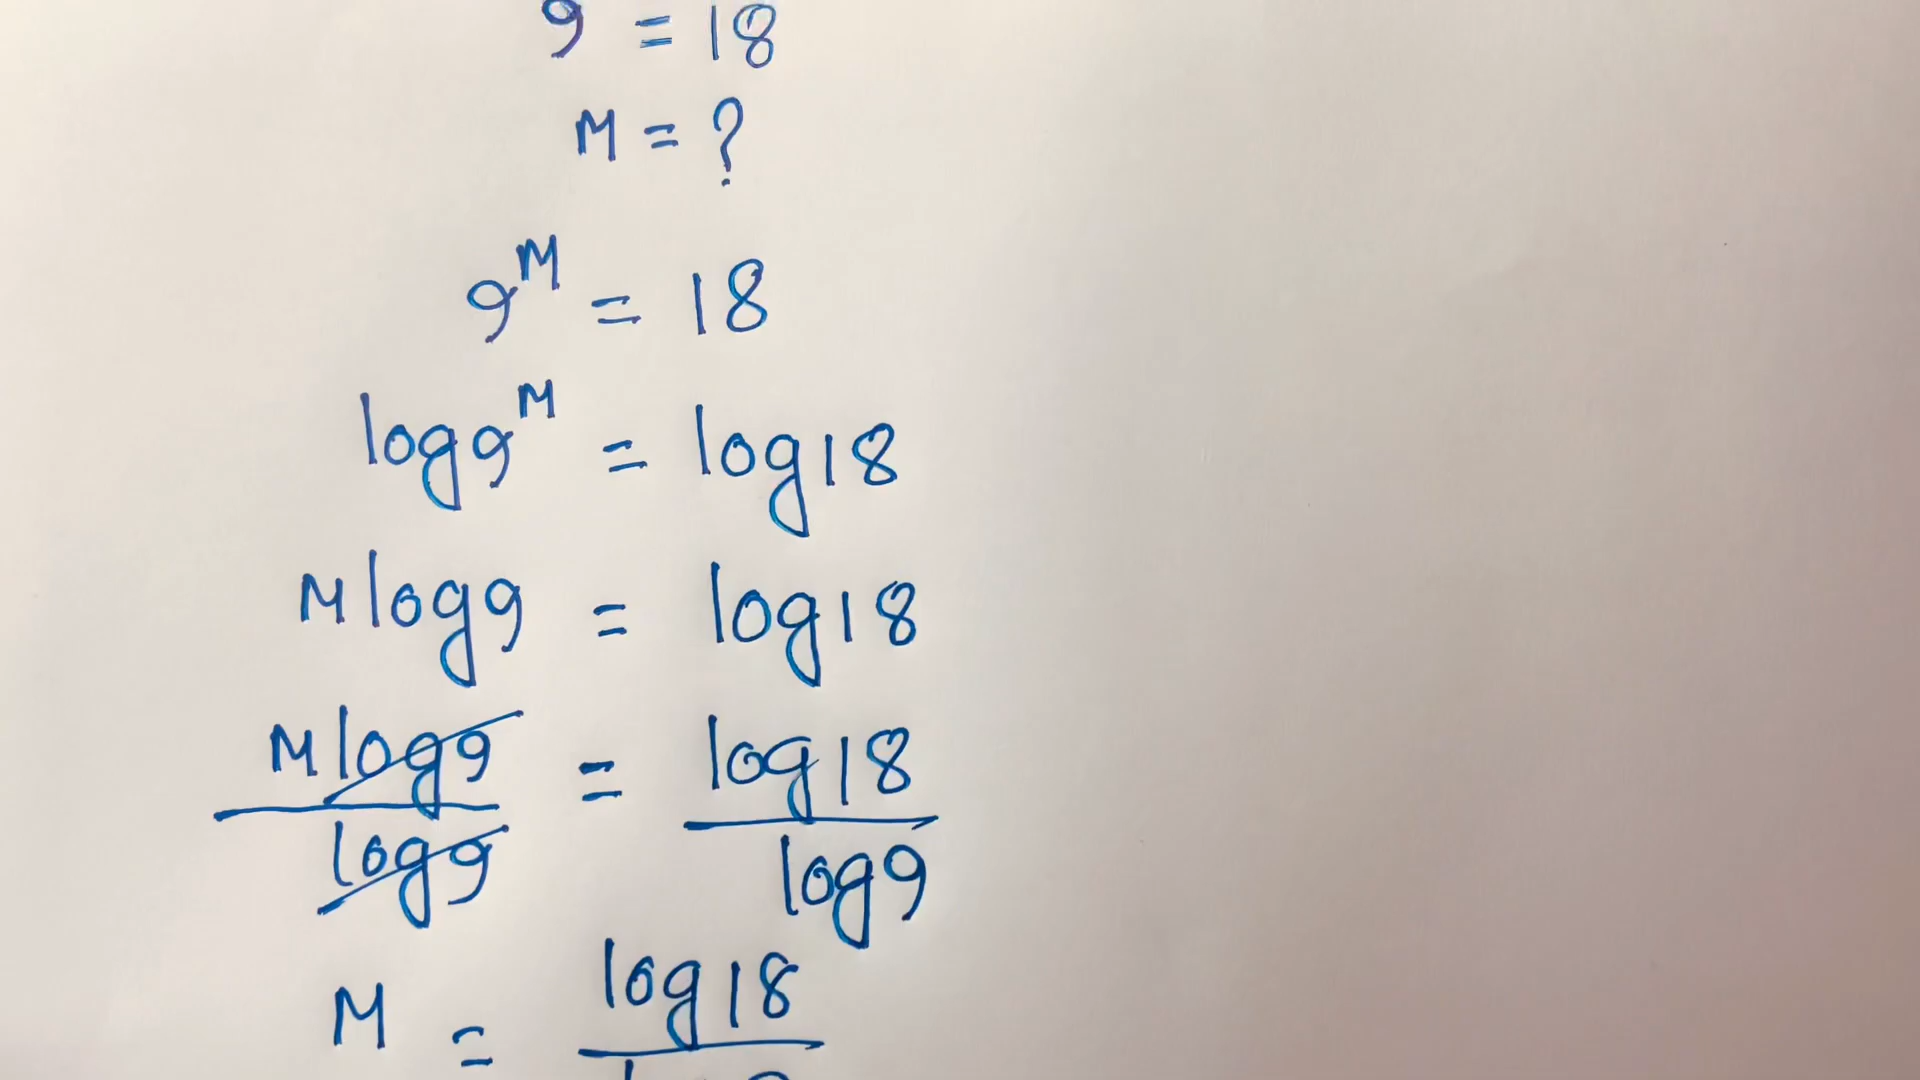 9 = 18
M = ?
9^M = 18
log9^M = log18
Mlog9 = log18
Mlog9 = log18
log9 log9
M = log18